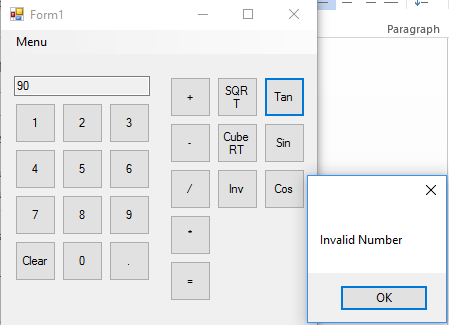 Form1
Paragraph
Menu
90
+
SQR
T
Tan
1
2
3
-
Cube
RT
Sin
4
5
6
/
Inv
Cos
7
8
9
*
Clear
0
.
=
Invalid Number
OK